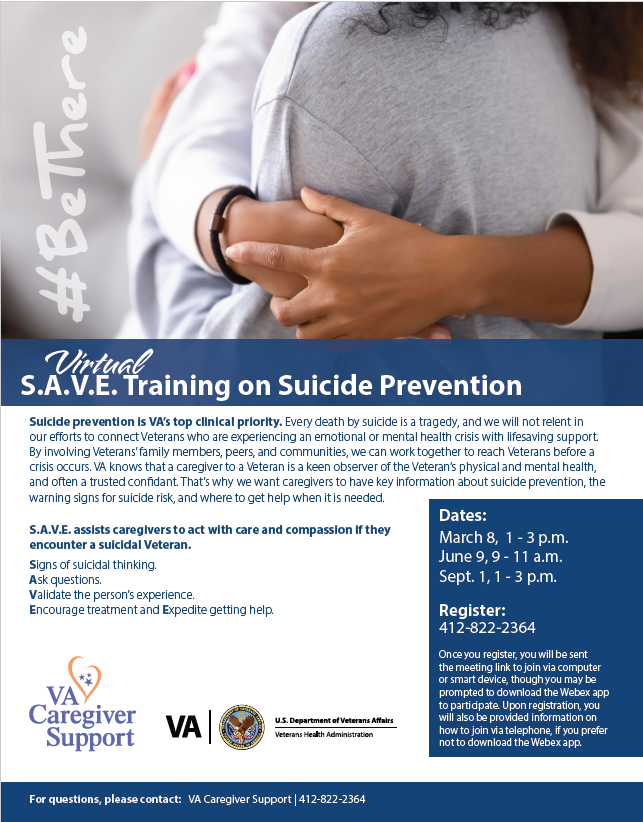 #BeThere
Virtual
S.A.V.E. Training on Suicide Prevention
Suicide prevention is VA's top clinical priority. Every death by suicide is a tragedy, and we will not relent in
our efforts to connect Veterans who are experiencing an emotional or mental health crisis with lifesaving support.
By involving Veterans' family members, peers, and communities, we can work together to reach Veterans before a
crisis occurs. VA knows that a caregiver to a Veteran is a keen observer of the Veteran's physical and mental health,
and often a trusted confidant. That's why we want caregivers to have key information about suicide prevention, the
warning signs for suicide risk, and where to get help when it is needed.
S.A.V.E. assists caregivers to act with care and compassion if they
encounter a suicidal Veteran.
Signs of suicidal thinking.
Ask questions.
Validate the person's experience.
Encourage treatment and Expedite getting help.
Dates:
March 8, 1 - 3 p.m.
June 9, 9 - 11 a.m.
Sept. 1, 1 - 3 p.m.
Register:
412-822-2364
Once you register, you will be sent
the meeting link to join via computer
or smart device, though you may be
prompted to download the Webex app
to participate. Upon registration, you
will also be provided information on
how to join via telephone, if you prefer
not to download the Webex app.
VA
Caregiver
Support
VA
U.S. Department of Veterans Affairs
Veterans Health Administration
For questions, please contact: VA Caregiver Support | 412-822-2364